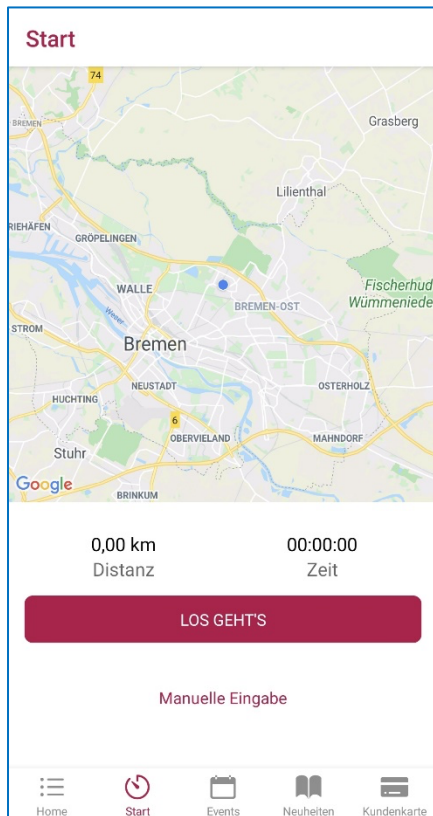 Start
74
BREMEN
Grasberg
Lilienthal
RIEHÄFEN
GRÖPELINGEN
WALLE
BREMEN-OST
Fischerhud
Wümmeniede
STROM
Weser
Bremen
NEUSTADT
OSTERHOLZ
HUCHTING
6
OBERVIELAND
MAHNDORF
Stuhr
Google
BRINKUM
0,00 km 00:00:00
Distanz Zeit
LOS GEHT'S
Manuelle Eingabe
Home Start Events Neuheiten Kundenkarte